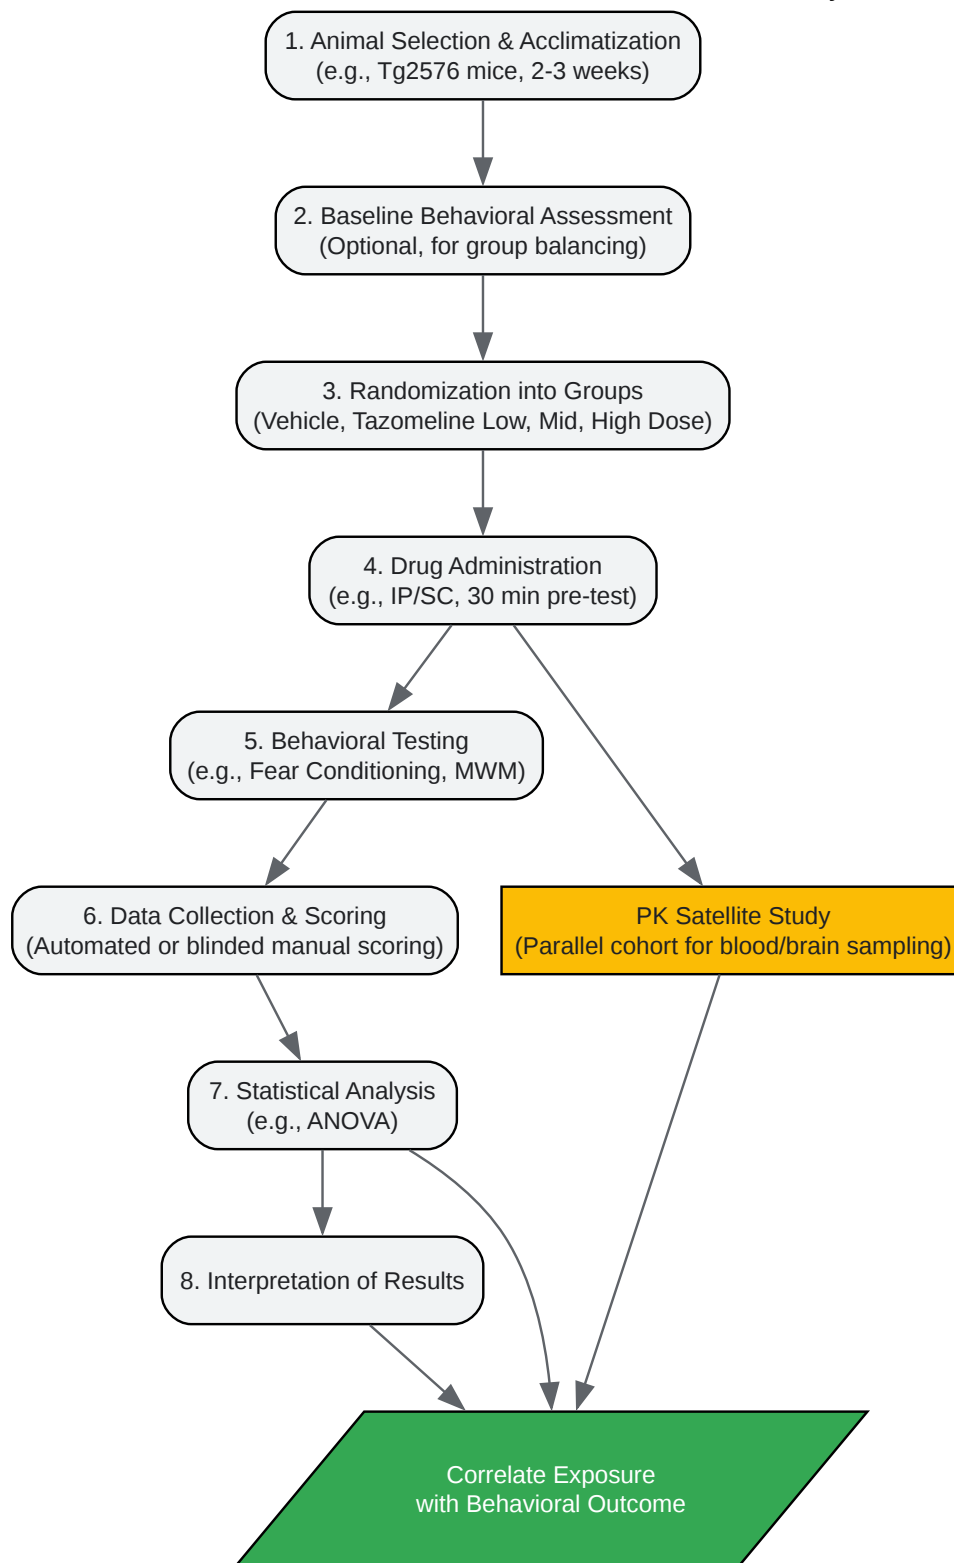 1. Animal Selection & Acclimatization
(e.g., Tg2576 mice, 2-3 weeks)
2. Baseline Behavioral Assessment
(Optional, for group balancing)
3. Randomization into Groups
(Vehicle, Tazomeline Low, Mid, High Dose)
4. Drug Administration
(e.g., IP/SC, 30 min pre-test)
5. Behavioral Testing
(e.g., Fear Conditioning, MWM)
6. Data Collection & Scoring
(Automated or blinded manual scoring)
PK Satellite Study
(Parallel cohort for blood/brain sampling)
7. Statistical Analysis
(e.g., ANOVA)
8. Interpretation of Results
Correlate Exposure
with Behavioral Outcome